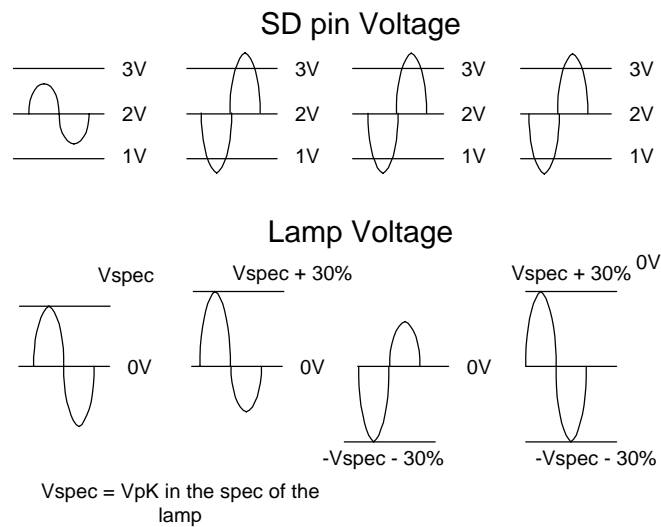 SD pin Voltage
3V 3V 3V 3V
2V 2V 2V 2V
1V 1V 1V 1V
Lamp Voltage
Vspec Vspec + 30% Vspec + 30% 0V
0V 0V 0V
-Vspec - 30% -Vspec - 30%
Vspec = VpK in the spec of the
lamp